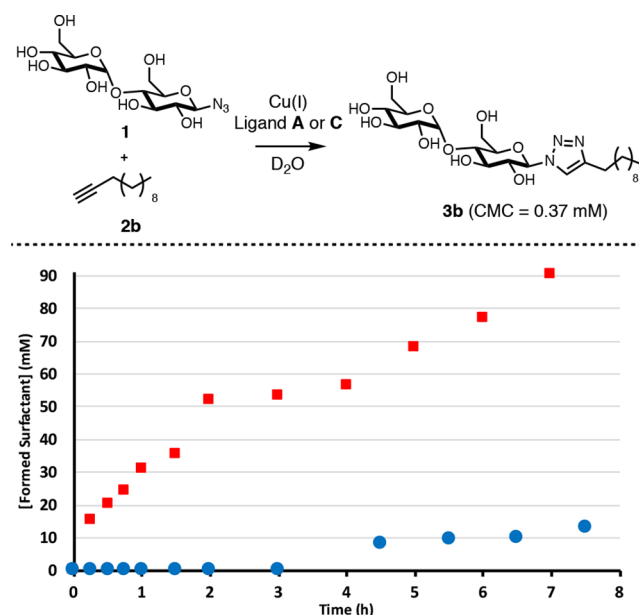 OH
HO
HO
OH
OH
O
O
O
N3
HO
OH
1
+
8
2b
Cu(I)
Ligand A or C
D2O
OH
HO
HO
OH
OH
O
O
O
N=N
N
HO
OH
8
3b (CMC = 0.37 mM)
[Formed Surfactant] (mM)
90
80
70
60
50
40
30
20
10
0
0 1 2 3 4 5 6 7 8
Time (h)